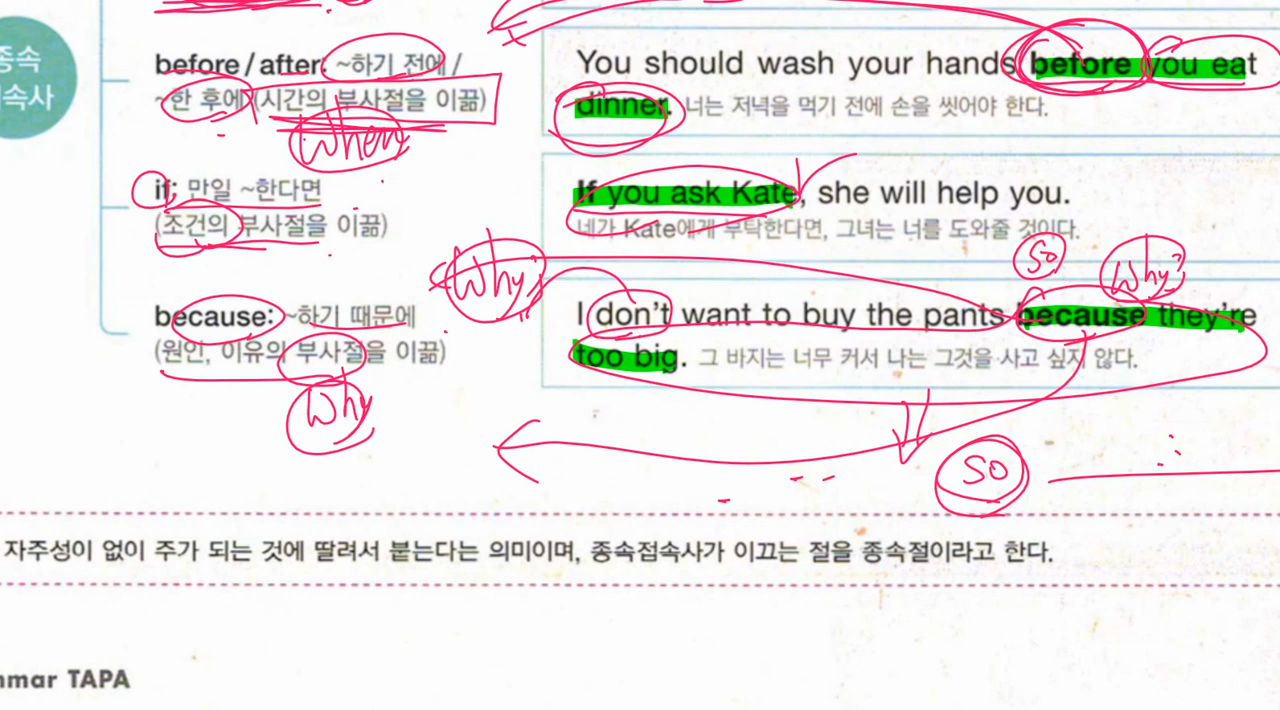 종속
속사
before / after: ~하기 전에 /
~한 후에 (시간의 부사절을 이끎)
When
You should wash your hands before you eat
dinner. 너는 저녁을 먹기 전에 손을 씻어야 한다.
if: 만일 ~한다면
(조건의 부사절을 이끎)
If you ask Kate, she will help you.
네가 Kate에게 부탁한다면, 그녀는 너를 도와줄 것이다.
Why
So
Why?
because: ~하기 때문에
(원인, 이유의 부사절을 이끎)
Why
I don't want to buy the pants because they're
too big. 그 바지는 너무 커서 나는 그것을 사고 싶지 않다.
So
자주성이 없이 주가 되는 것에 딸려서 붙는다는 의미이며, 종속접속사가 이끄는 절을 종속절이라고 한다.
mmar TAPA